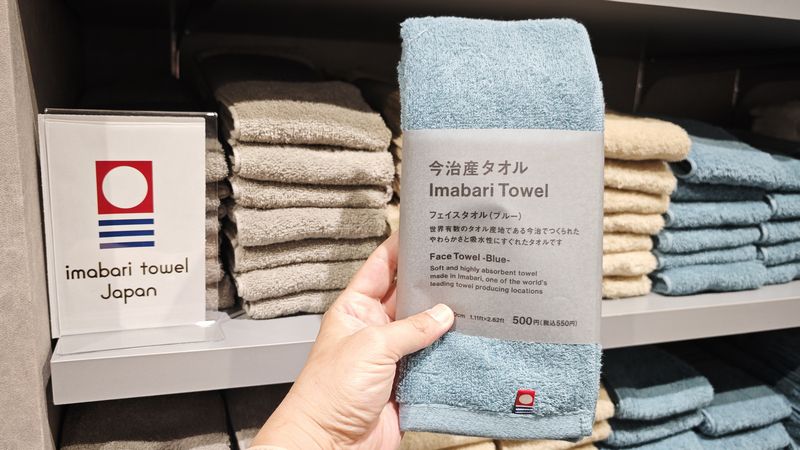 imabari towel
Japan
今治産タオル
Imabari Towel
フェイスタオル(ブルー)
世界有数のタオル産地である今治でつくられた
やわらかさと吸水性にすぐれたタオルです
Face Towel -Blue-
Soft and highly absorbent towel
made in Imabari, one of the world's
leading towel producing locations
1.11ft×2.62ft 500円(税込550円)